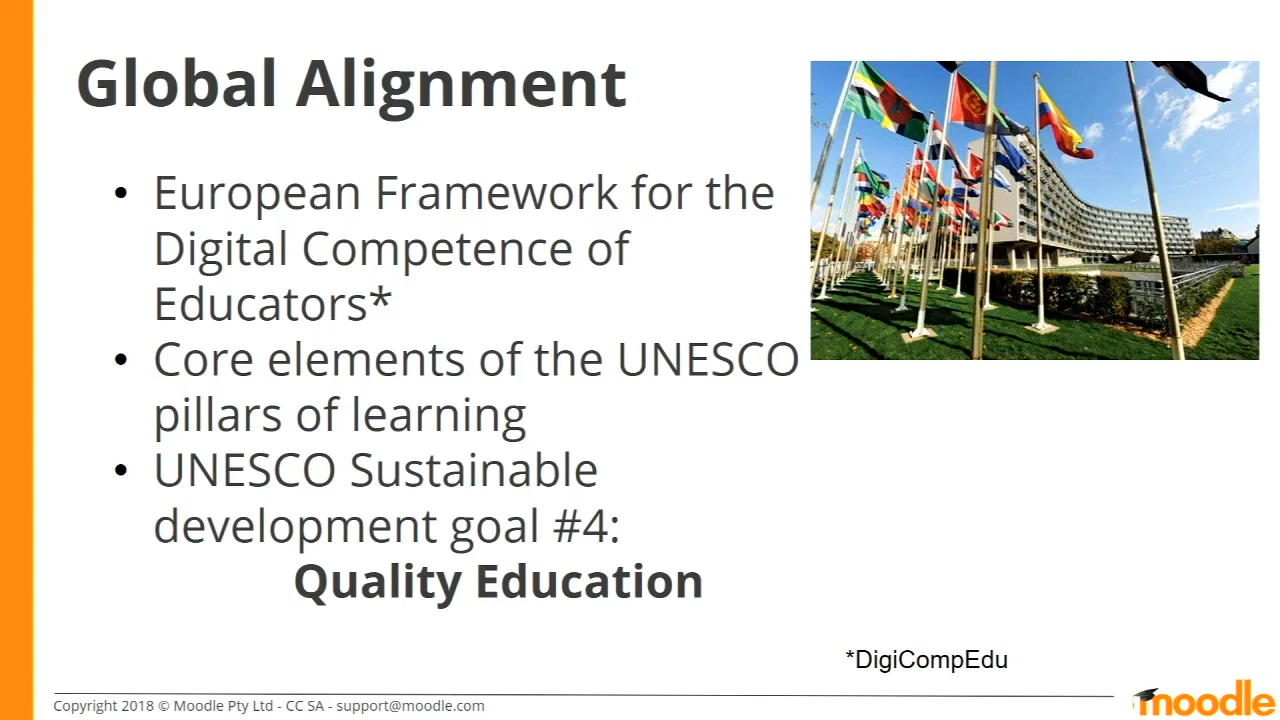 Global Alignment
• European Framework for the
Digital Competence of
Educators*
• Core elements of the UNESCO
pillars of learning
• UNESCO Sustainable
development goal #4:
Quality Education
*DigiCompEdu
Copyright 2018 © Moodle Pty Ltd - CC SA - support@moodle.com
moodle